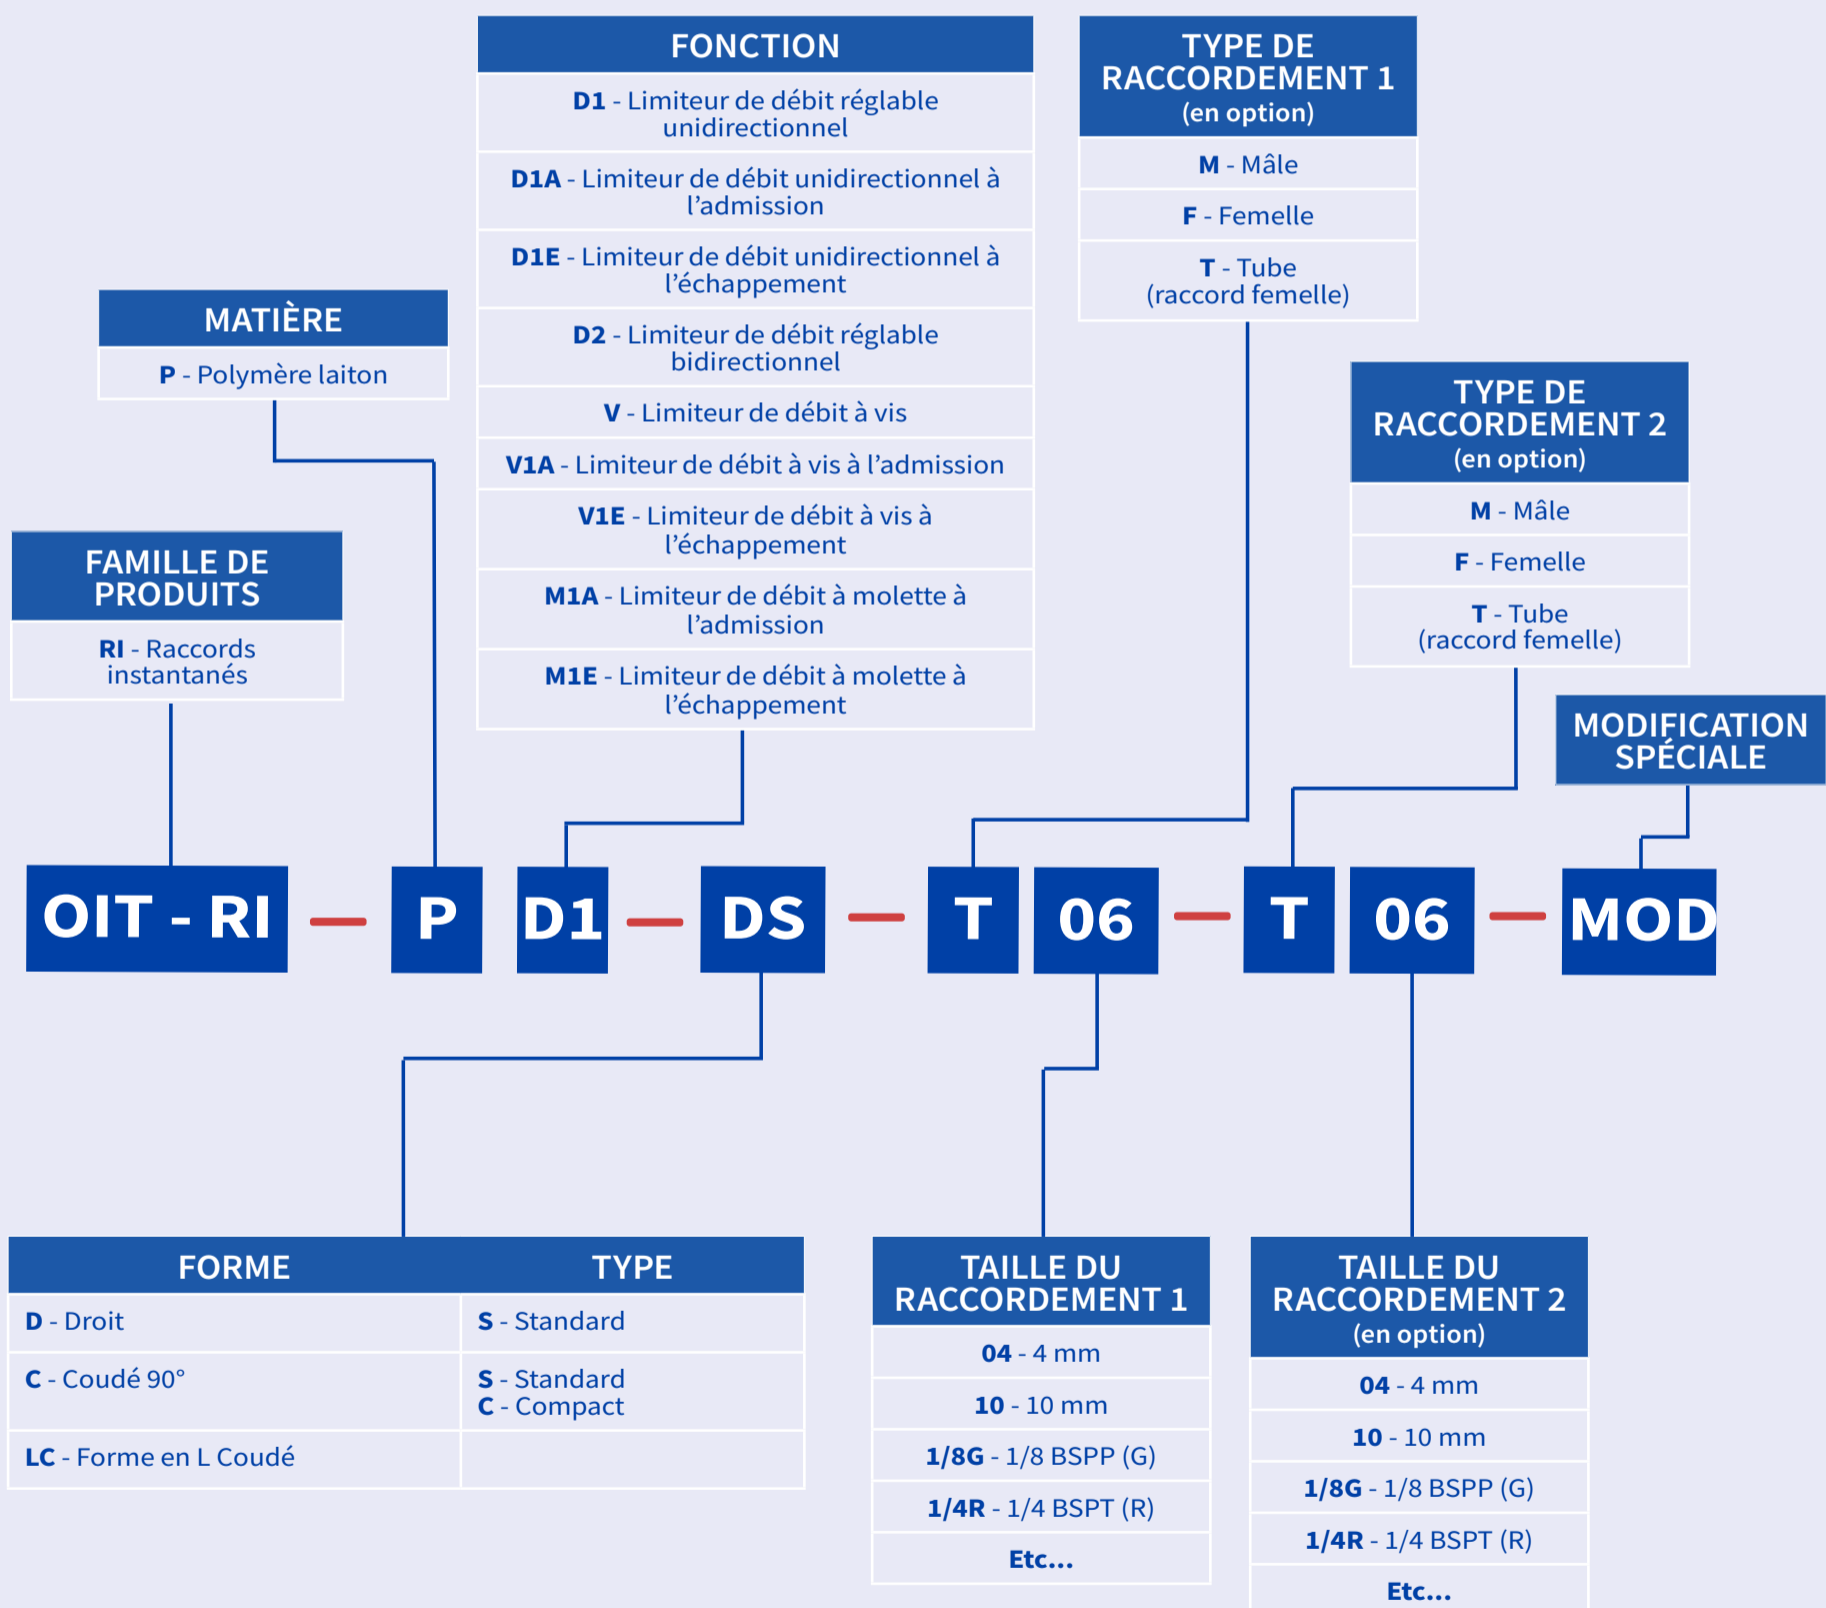 FONCTION
D1 - Limiteur de débit réglable
unidirectionnel
D1A - Limiteur de débit unidirectionnel à
l’admission
D1E - Limiteur de débit unidirectionnel à
l’échappement
D2 - Limiteur de débit réglable
bidirectionnel
V - Limiteur de débit à vis
V1A - Limiteur de débit à vis à l’admission
V1E - Limiteur de débit à vis à
l’échappement
M1A - Limiteur de débit à molette à
l’admission
M1E - Limiteur de débit à molette à
l’échappement
TYPE DE
RACCORDEMENT 1
(en option)
M - Mâle
F - Femelle
T - Tube
(raccord femelle)
MATIÈRE
P - Polymère laiton
TYPE DE
RACCORDEMENT 2
(en option)
M - Mâle
F - Femelle
T - Tube
(raccord femelle)
FAMILLE DE
PRODUITS
RI - Raccords
instantanés
MODIFICATION
SPÉCIALE
OIT - RI — P D1 — DS — T 06 — T 06 — MOD
FORME TYPE
D - Droit S - Standard
C - Coudé 90° S - Standard
C - Compact
LC - Forme en L Coudé
TAILLE DU
RACCORDEMENT 1
04 - 4 mm
10 - 10 mm
1/8G - 1/8 BSPP (G)
1/4R - 1/4 BSPT (R)
Etc...
TAILLE DU
RACCORDEMENT 2
(en option)
04 - 4 mm
10 - 10 mm
1/8G - 1/8 BSPP (G)
1/4R - 1/4 BSPT (R)
Etc...